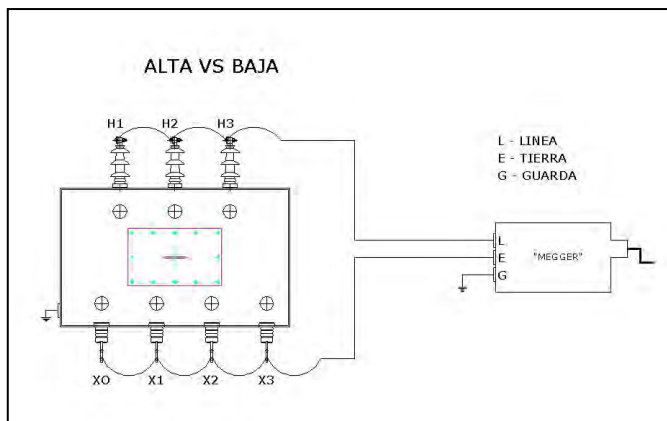 ALTA VS BAJA
H1 H2 H3
L - LINEA
E - TIERRA
G - GUARDA
L
E
G
"MEGGER"
XO X1 X2 X3